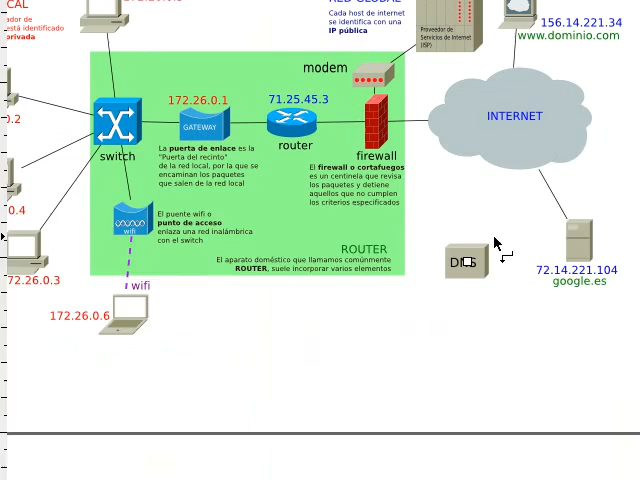 CAL
RED GLOBAL
ador de
está identificado
privada
Cada host de internet
se identifica con una
IP pública
Proveedor de
Servicios de Internet
(ISP)
156.14.221.34
www.dominio.com
modem
172.26.0.1
71.25.45.3
INTERNET
GATEWAY
0.2
switch
router
firewall
La puerta de enlace es la
"Puerta del recinto"
de la red local, por la que se
encaminan los paquetes
que salen de la red local
El firewall o cortafuegos
es un centinela que revisa
los paquetes y detiene
aquellos que no cumplen
los criterios especificados
0.4
wifi
El puente wifi o
punto de acceso
enlaza una red inalámbrica
con el switch
ROUTER
El aparato doméstico que llamamos comúnmente
ROUTER, suele incorporar varios elementos
DNS
72.26.0.3
72.14.221.104
google.es
wifi
172.26.0.6